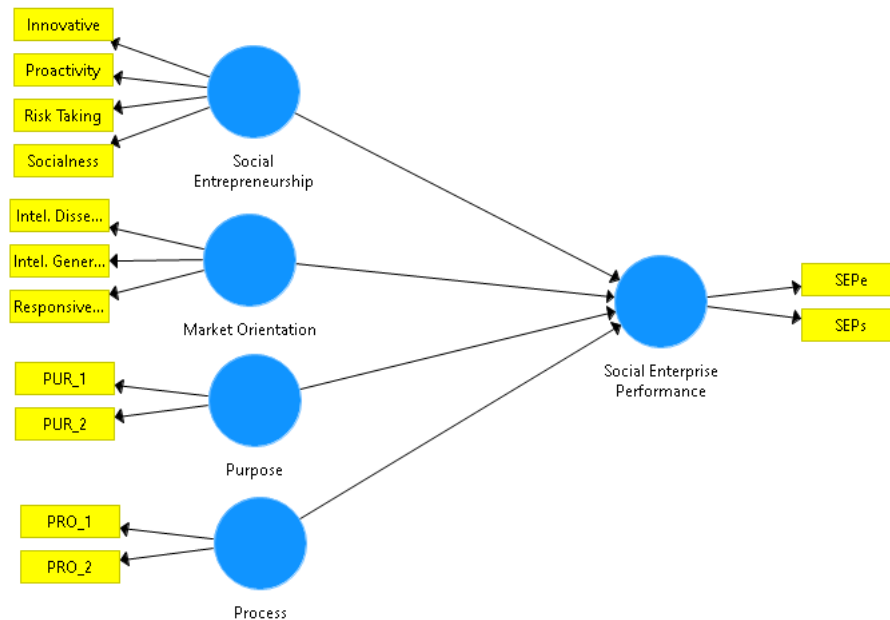 Innovative
Proactivity
Risk Taking
Socialness
Social
Entrepreneurship
Intel. Disse...
Intel. Gener...
Responsive...
Market Orientation
PUR_1
PUR_2
Purpose
PRO_1
PRO_2
Process
Social Enterprise
Performance
SEPe
SEPs